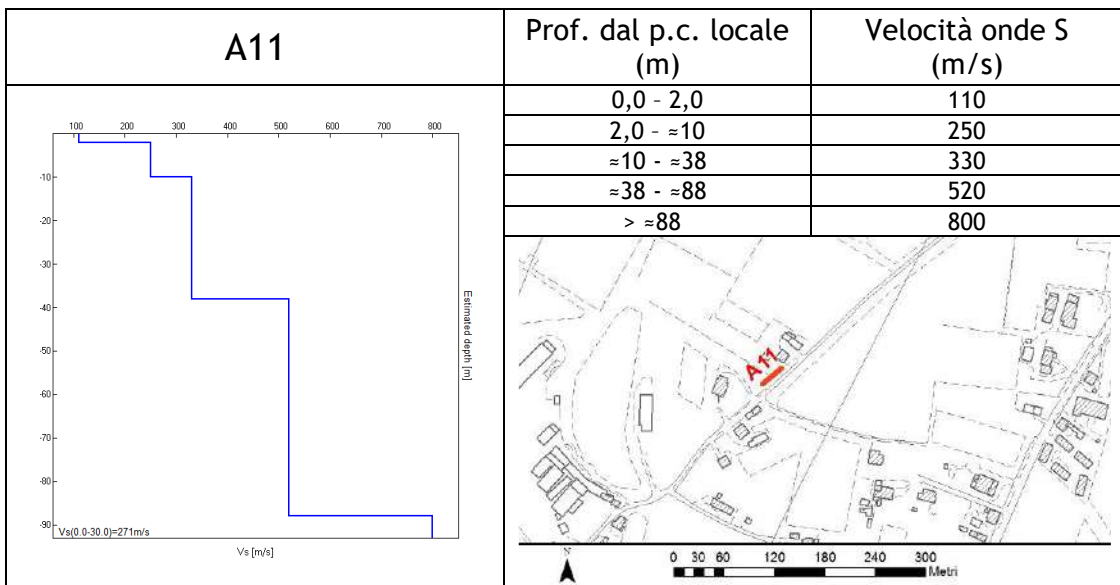 A11
Prof. dal p.c. locale
(m)
Velocità onde S
(m/s)
0,0 - 2,0 110
2,0 - ≈10 250
≈10 - ≈38 330
≈38 - ≈88 520
> ≈88 800
100 200 300 400 500 600 700 800
-10
-20
-30
-40
-50
-60
-70
-80
-90
Estimated depth [m]
Vs(0.0-30.0)=271m/s
Vs [m/s]
A11
N
0 30 60 120 180 240 300
Metri